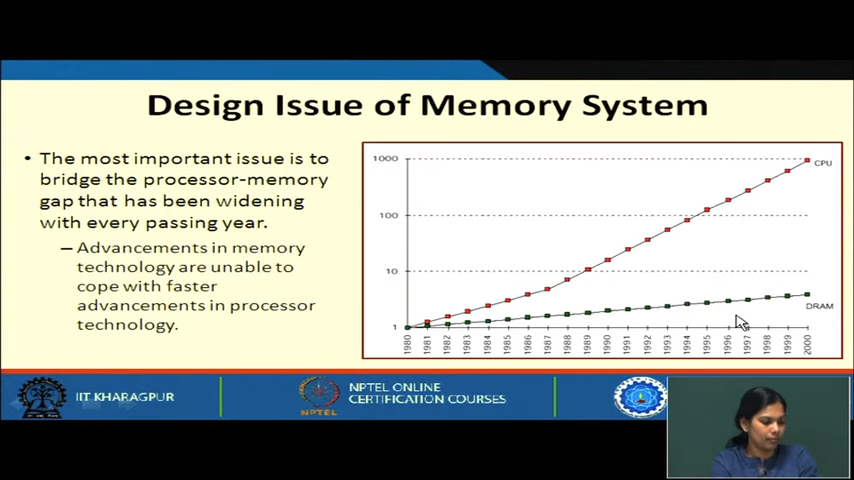 Design Issue of Memory System
• The most important issue is to
bridge the processor-memory
gap that has been widening
with every passing year.
– Advancements in memory
technology are unable to
cope with faster
advancements in processor
technology.
1000
100
10
1
CPU
DRAM
1980
1981
1982
1983
1984
1985
1986
1987
1988
1989
1990
1991
1992
1993
1994
1995
1996
1997
1998
1999
2000
IIT KHARAGPUR
NPTEL
NPTEL ONLINE
CERTIFICATION COURSES